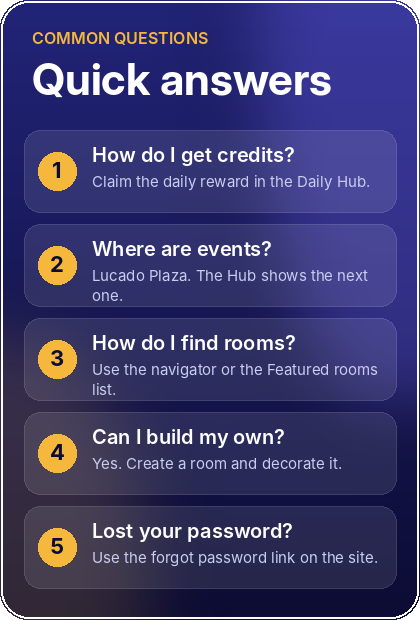 COMMON QUESTIONS
Quick answers
1
How do I get credits?
Claim the daily reward in the Daily Hub.
2
Where are events?
Lucado Plaza. The Hub shows the next
one.
3
How do I find rooms?
Use the navigator or the Featured rooms
list.
4
Can I build my own?
Yes. Create a room and decorate it.
5
Lost your password?
Use the forgot password link on the site.